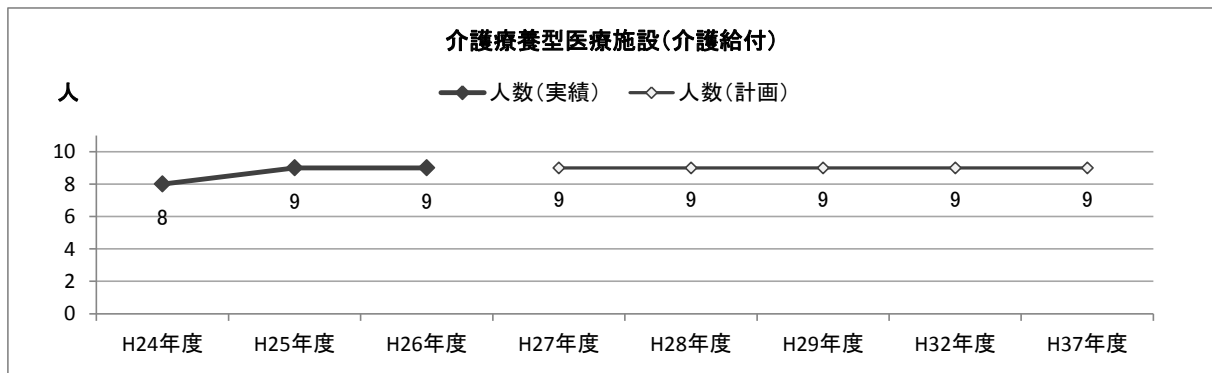 介護療養型医療施設(介護給付)
人
人数(実績) 人数(計画)
10
8
6
4
2
0
8 9 9 9 9 9 9 9
H24年度 H25年度 H26年度 H27年度 H28年度 H29年度 H32年度 H37年度